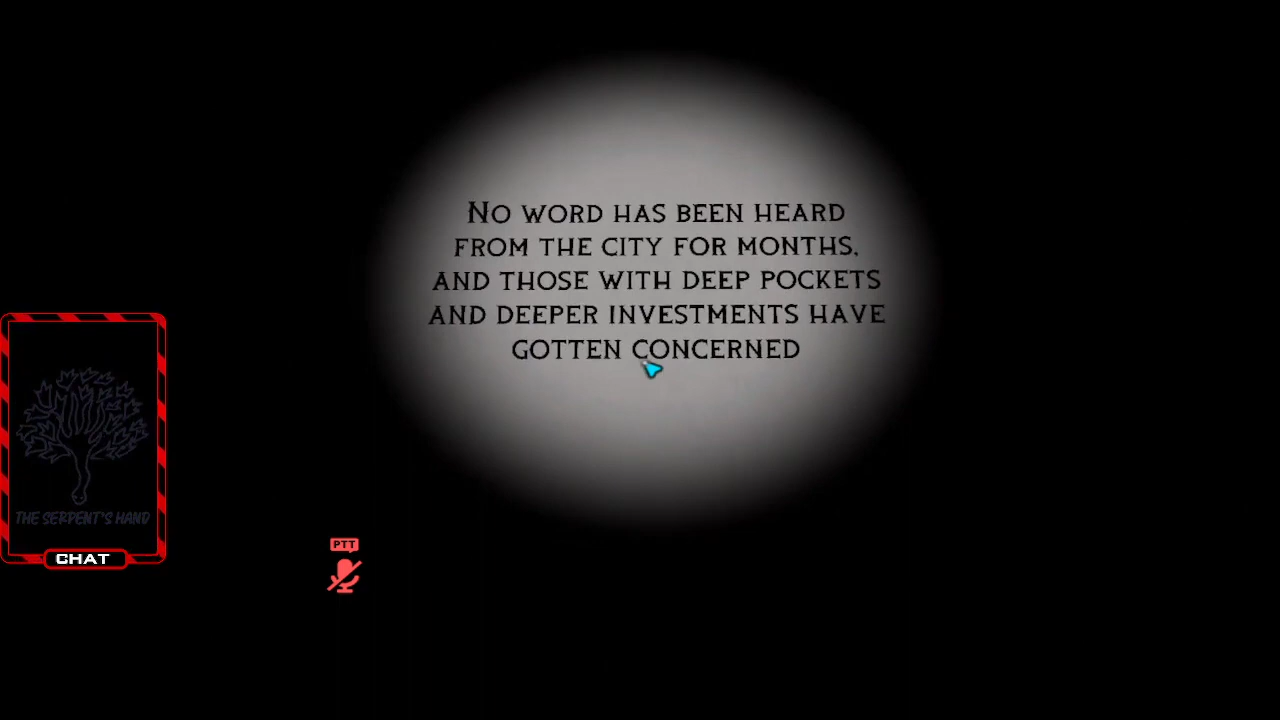 No word has been heard
from the city for months,
and those with deep pockets
and deeper investments have
gotten concerned
THE SERPENT'S HAND
CHAT
PTT